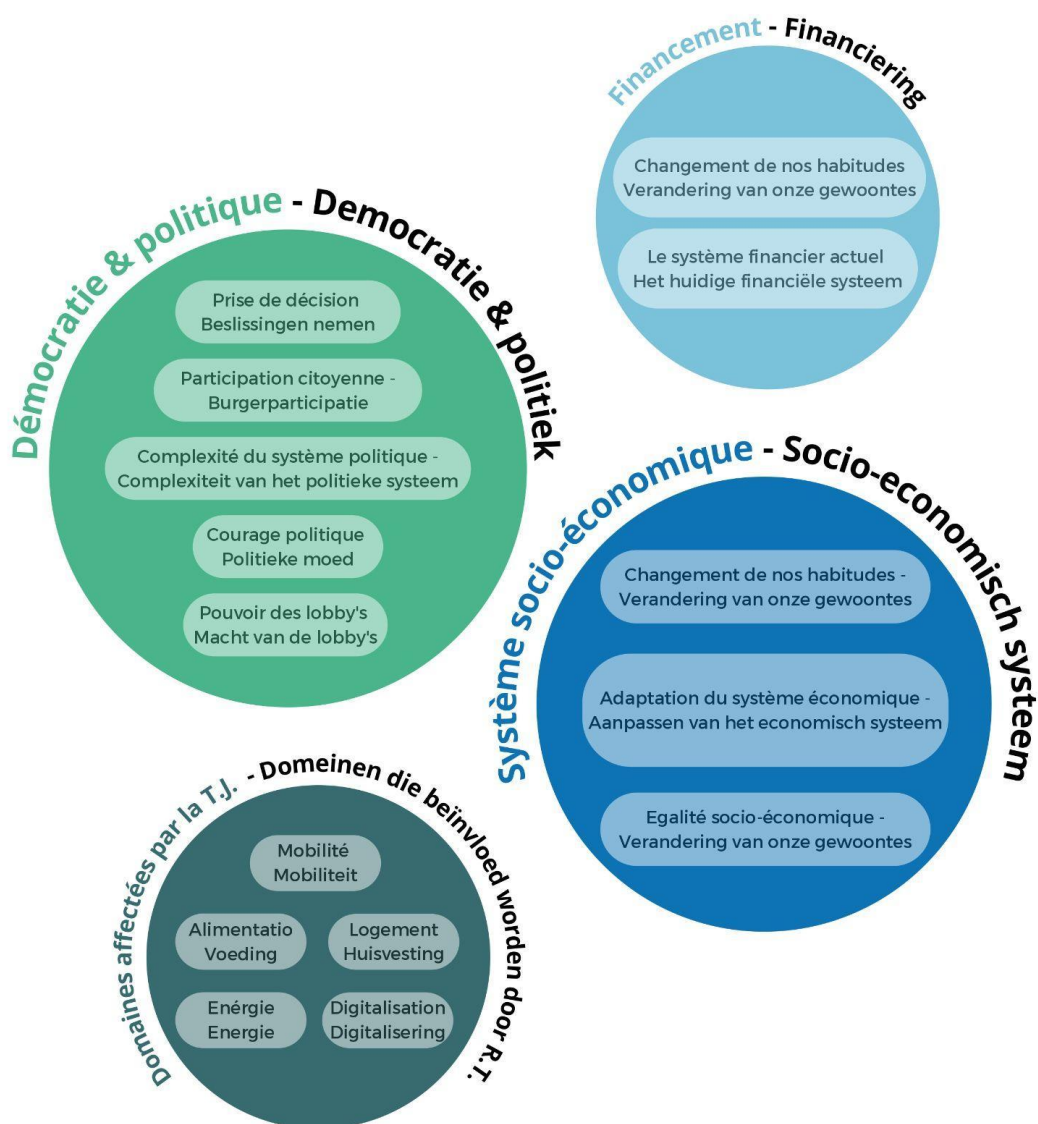 Financement - Financiering
Changement de nos habitudes
Verandering van onze gewoontes
Le système financier actuel
Het huidige financiële systeem
Démocratie & politique - Democratie & politiek
Prise de décision
Beslissingen nemen
Participation citoyenne -
Burgerparticipatie
Complexité du système politique -
Complexiteit van het politieke systeem
Courage politique
Politieke moed
Pouvoir des lobby's
Macht van de lobby's
Système socio-économique - Socio-economisch systeem
Changement de nos habitudes -
Verandering van onze gewoontes
Adaptation du système économique -
Aanpassen van het economisch systeem
Egalité socio-économique -
Verandering van onze gewoontes
Domaines affectées par la T.J. - Domeinen die beïnvloed worden door R.T.
Mobilité
Mobiliteit
Alimentatio
Voeding
Logement
Huisvesting
Enérgie
Energie
Digitalisation
Digitalisering